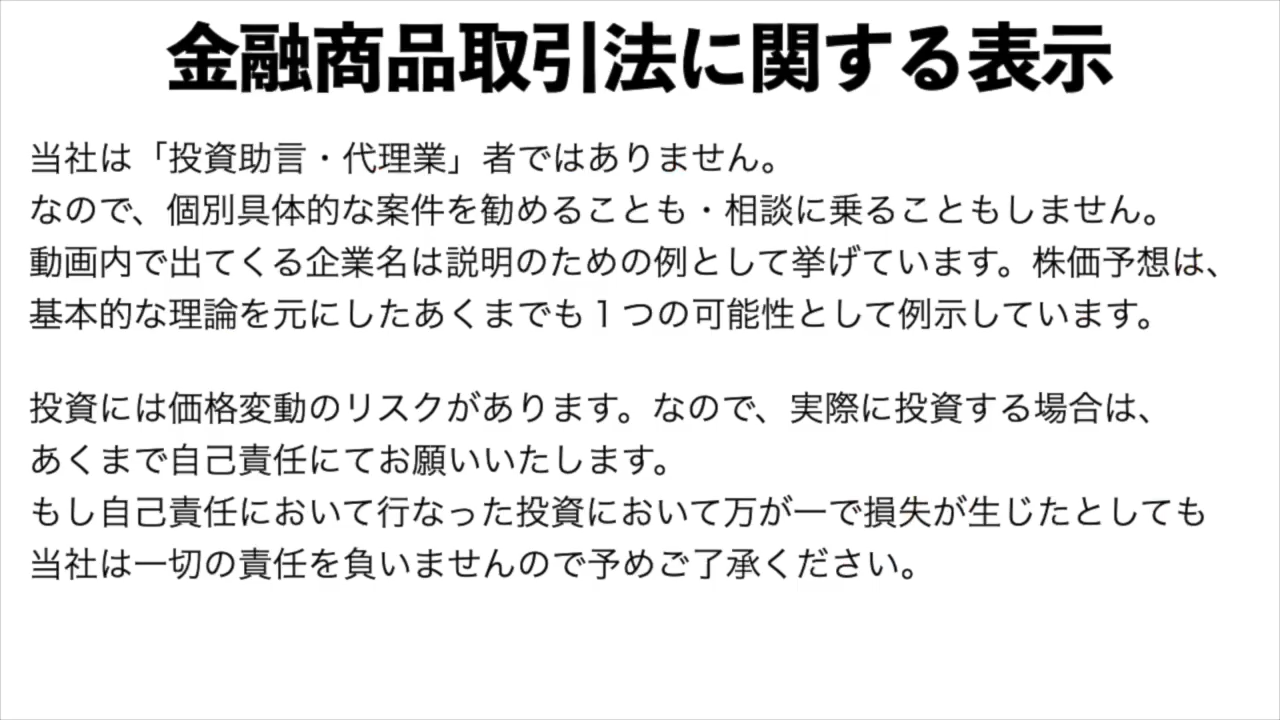 金融商品取引法に関する表示
当社は「投資助言・代理業」者ではありません。
なので、個別具体的な案件を勧めることも・相談に乗ることもしません。
動画内で出てくる企業名は説明のための例として挙げています。株価予想は、
基本的な理論を元にしたあくまでも１つの可能性として例示しています。
投資には価格変動のリスクがあります。なので、実際に投資する場合は、
あくまで自己責任にてお願いいたします。
もし自己責任において行なった投資において万が一で損失が生じたとしても
当社は一切の責任を負いませんので予めご了承ください。